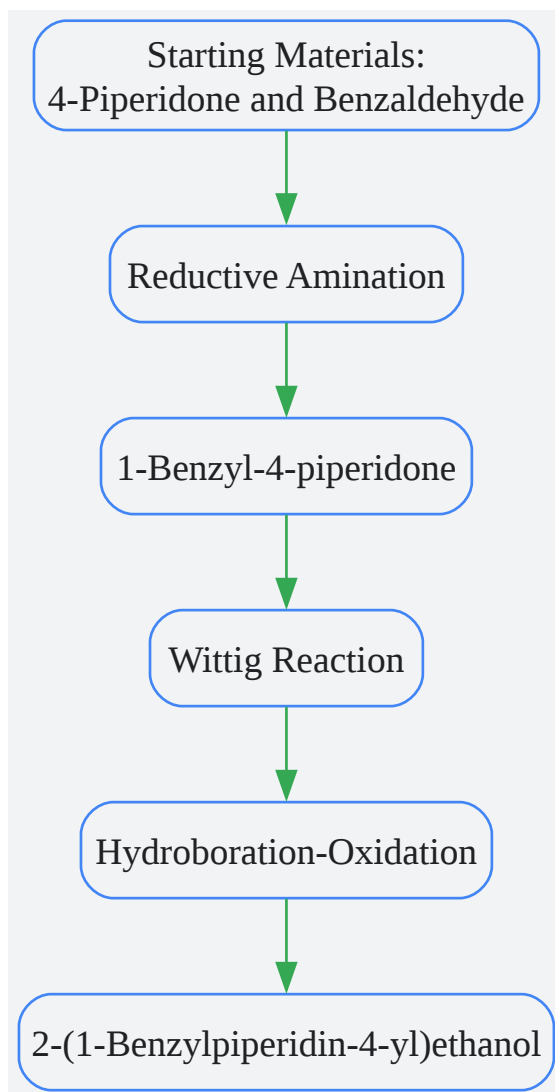 Starting Materials:
4-Piperidone and Benzaldehyde
Reductive Amination
1-Benzyl-4-piperidone
Wittig Reaction
Hydroboration-Oxidation
2-(1-Benzylpiperidin-4-yl)ethanol